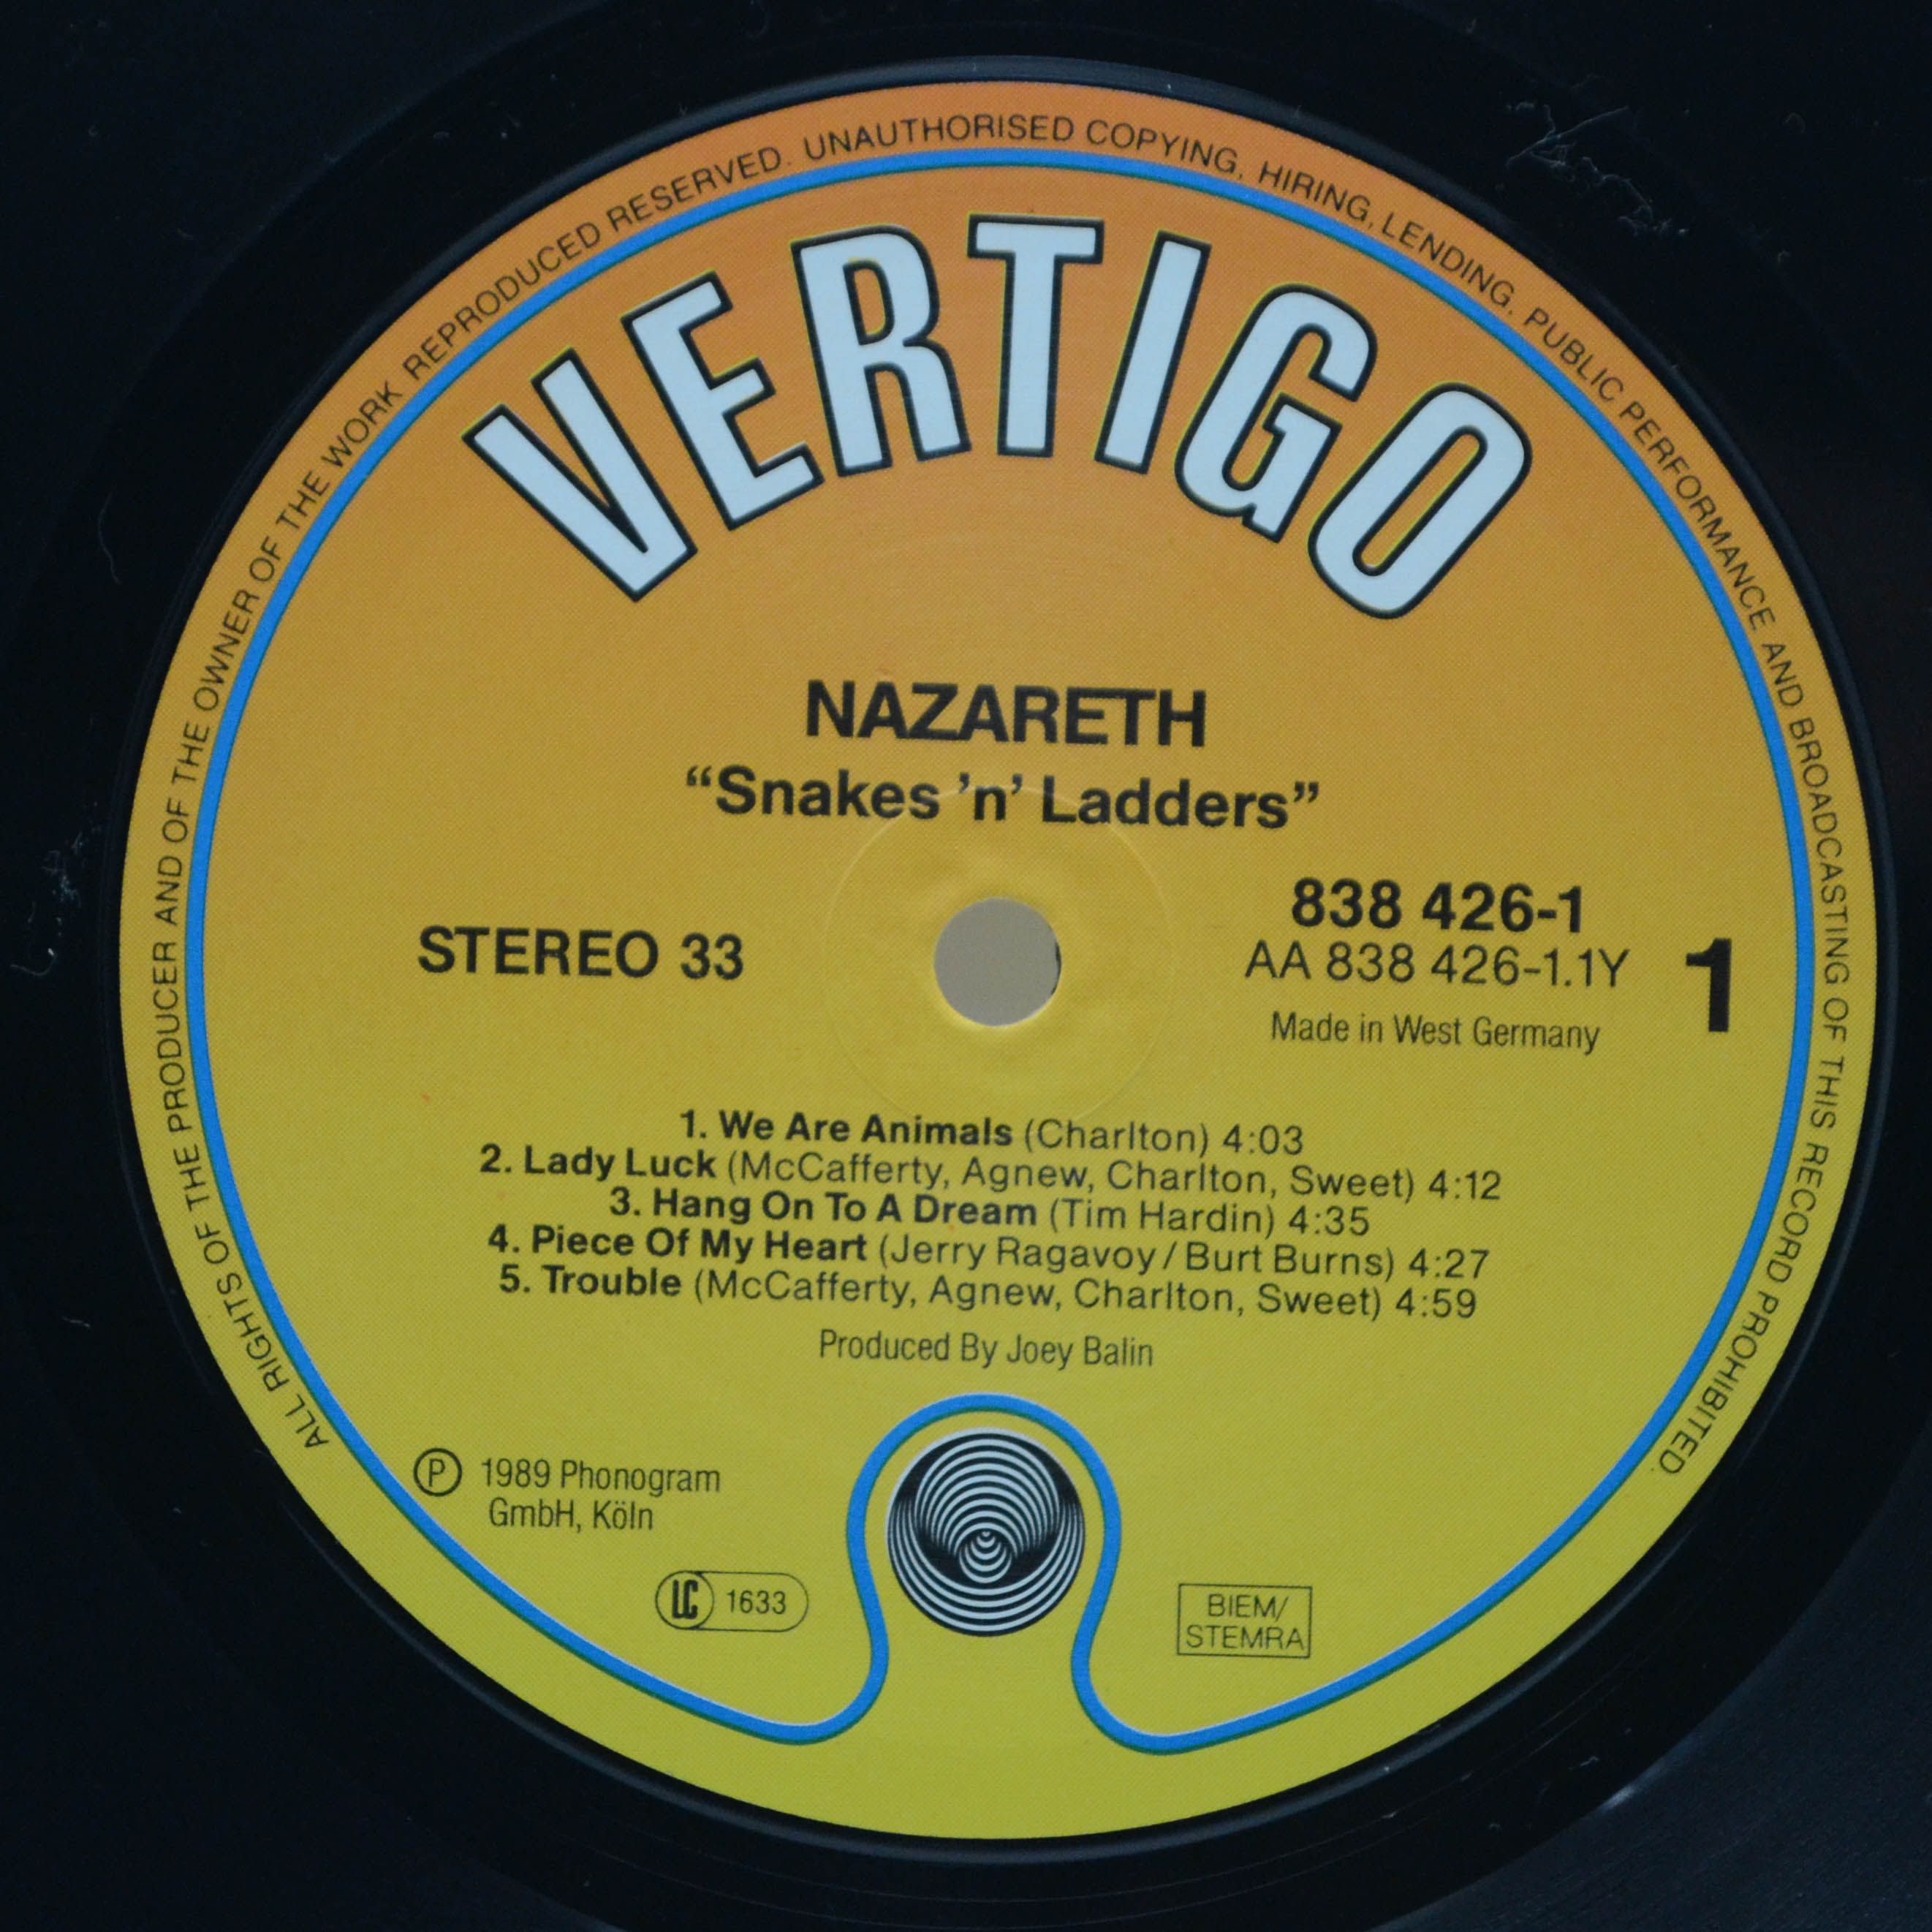 ALL RIGHTS OF THE PRODUCER AND OF THE OWNER OF THE WORK REPRODUCED RESERVED. UNAUTHORISED COPYING, HIRING, LENDING, PUBLIC PERFORMANCE AND BROADCASTING OF THIS RECORD PROHIBITED.
VERTIGO
NAZARETH
“Snakes ’n’ Ladders”
STEREO 33
838 426-1
AA 838 426-1.1Y
1
Made in West Germany
1. We Are Animals (Charlton) 4:03
2. Lady Luck (McCafferty, Agnew, Charlton, Sweet) 4:12
3. Hang On To A Dream (Tim Hardin) 4:35
4. Piece Of My Heart (Jerry Ragavoy / Burt Burns) 4:27
5. Trouble (McCafferty, Agnew, Charlton, Sweet) 4:59
Produced By Joey Balin
Ⓟ 1989 Phonogram
GmbH, Köln
LC 1633
BIEM/
STEMRA